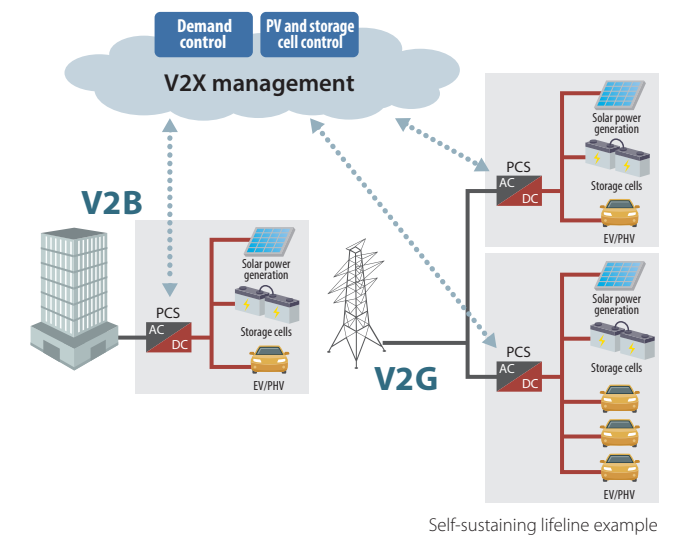 Demand
control
PV and storage
cell control
V2X management
V2B
PCS
AC
DC
Solar power
generation
Storage cells
EV/PHV
V2G
PCS
AC
DC
Solar power
generation
Storage cells
EV/PHV
PCS
AC
DC
Solar power
generation
Storage cells
EV/PHV
Self-sustaining lifeline example